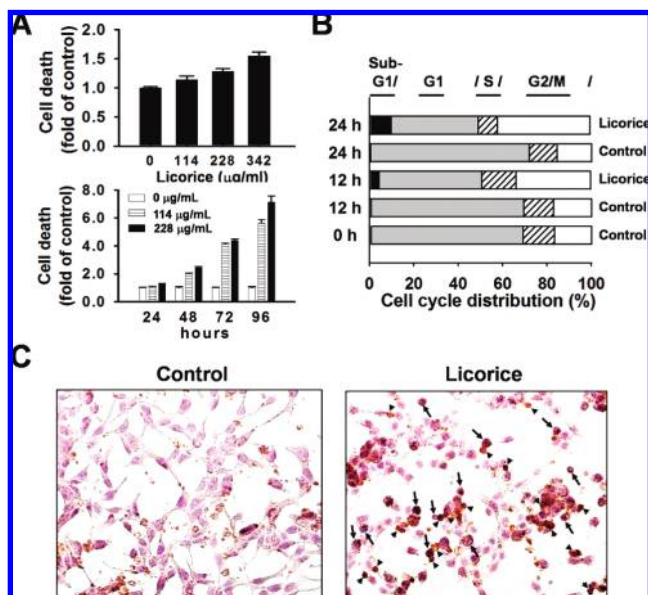 A
Cell death
(fold of control)
2.0
1.5
1.0
0.5
0.0
0 114 228 342
Licorice (μg/ml)
Cell death
(fold of control)
8.0
6.0
4.0
2.0
0.0
0 μg/mL
114 μg/mL
228 μg/mL
24 48 72 96
hours
B
Sub-
G1/ G1 / S / G2/M /
24 h Licorice
24 h Control
12 h Licorice
12 h Control
0 h Control
0 20 40 60 80 100
Cell cycle distribution (%)
C
Control
Licorice